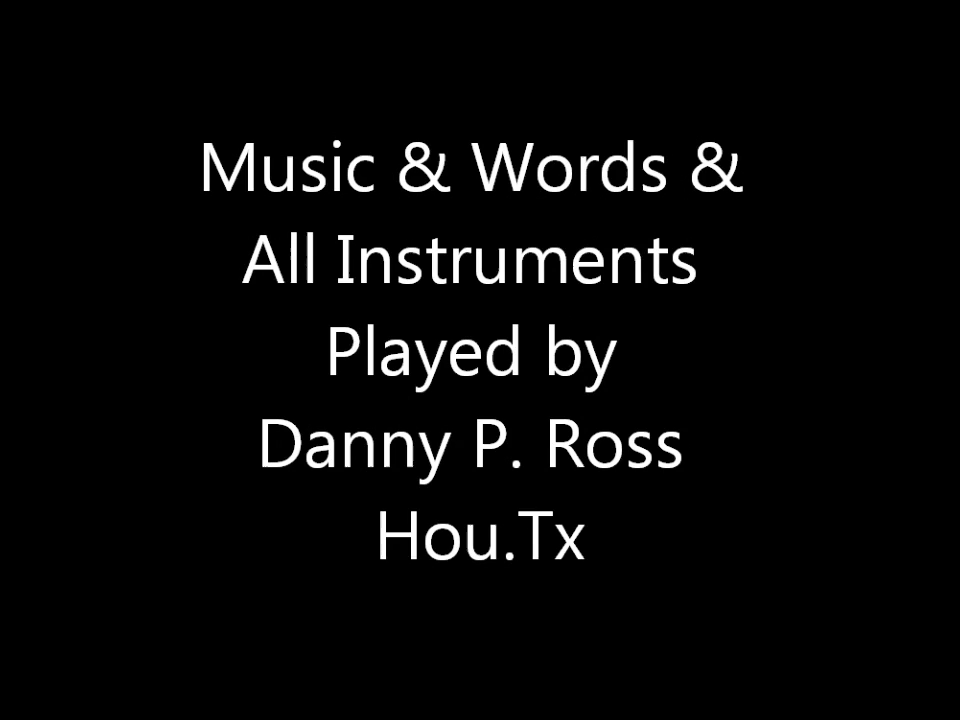 Music & Words &
All Instruments
Played by
Danny P. Ross
Hou.Tx